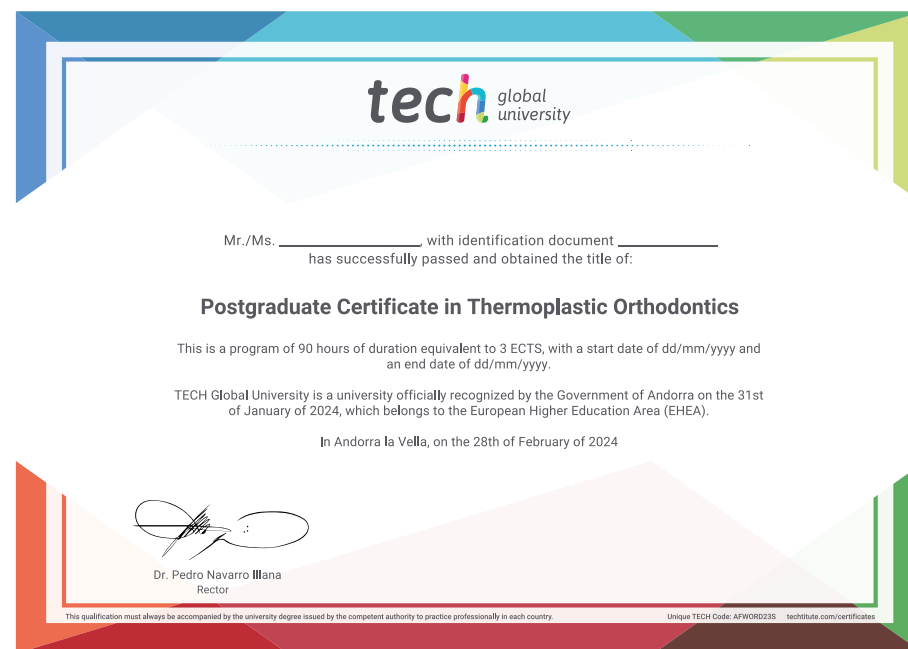 tech global
university
Mr./Ms. ____________________, with identification document ______________
has successfully passed and obtained the title of:
Postgraduate Certificate in Thermoplastic Orthodontics
This is a program of 90 hours of duration equivalent to 3 ECTS, with a start date of dd/mm/yyyy and
an end date of dd/mm/yyyy.
TECH Global University is a university officially recognized by the Government of Andorra on the 31st
of January of 2024, which belongs to the European Higher Education Area (EHEA).
In Andorra la Vella, on the 28th of February of 2024
Dr. Pedro Navarro Illana
Rector
This qualification must always be accompanied by the university degree issued by the competent authority to practice professionally in each country. Unique TECH Code: AFWORD23S techtitute.com/certificates